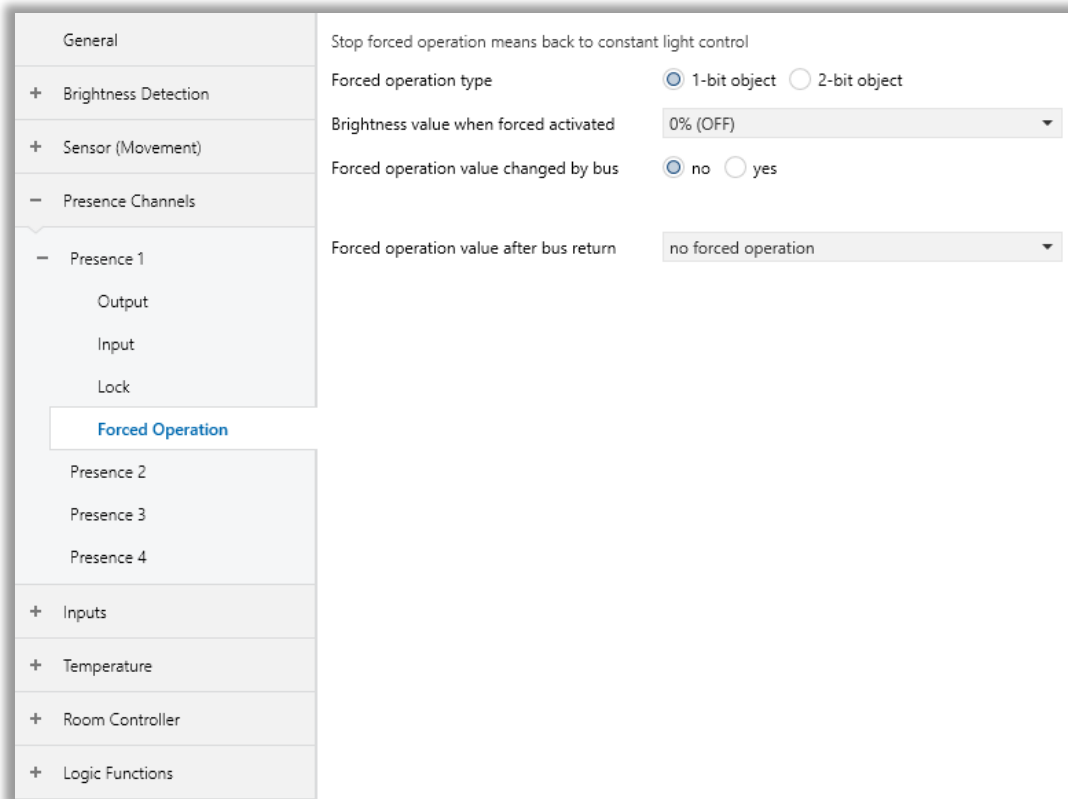 General
Brightness Detection
Sensor (Movement)
Presence Channels
Presence 1
Output
Input
Lock
Forced Operation
Presence 2
Presence 3
Presence 4
Inputs
Temperature
Room Controller
Logic Functions
Stop forced operation means back to constant light control
Forced operation type 1-bit object 2-bit object
Brightness value when forced activated 0% (OFF)
Forced operation value changed by bus no yes
Forced operation value after bus return no forced operation